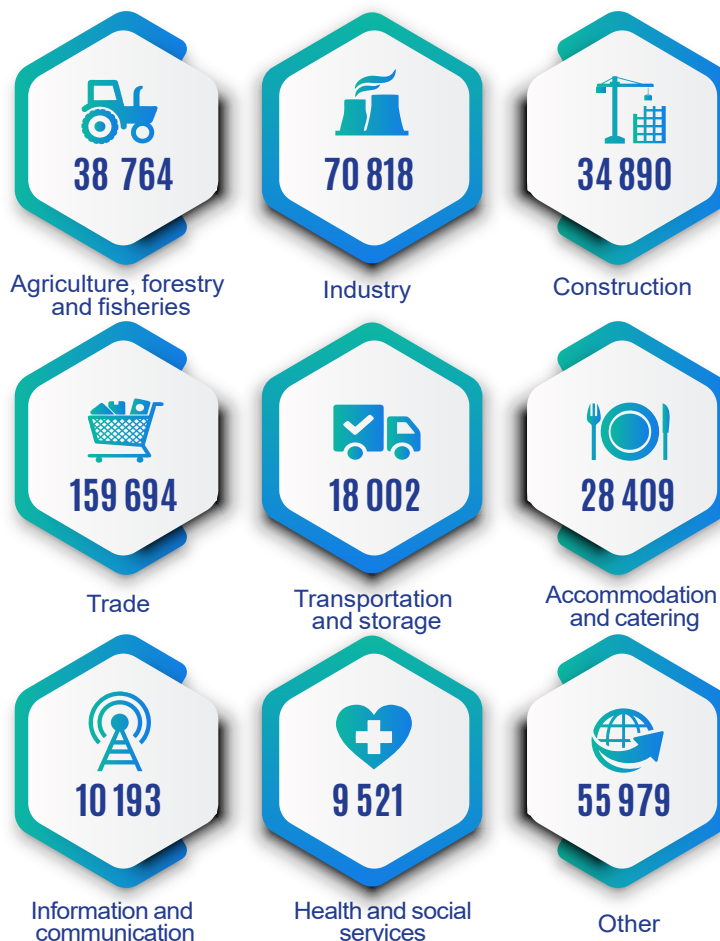 38 764
70 818
34 890
Agriculture, forestry
and fisheries
Industry
Construction
159 694
18 002
28 409
Trade
Transportation
and storage
Accommodation
and catering
10 193
9 521
55 979
Information and
communication
Health and social
services
Other